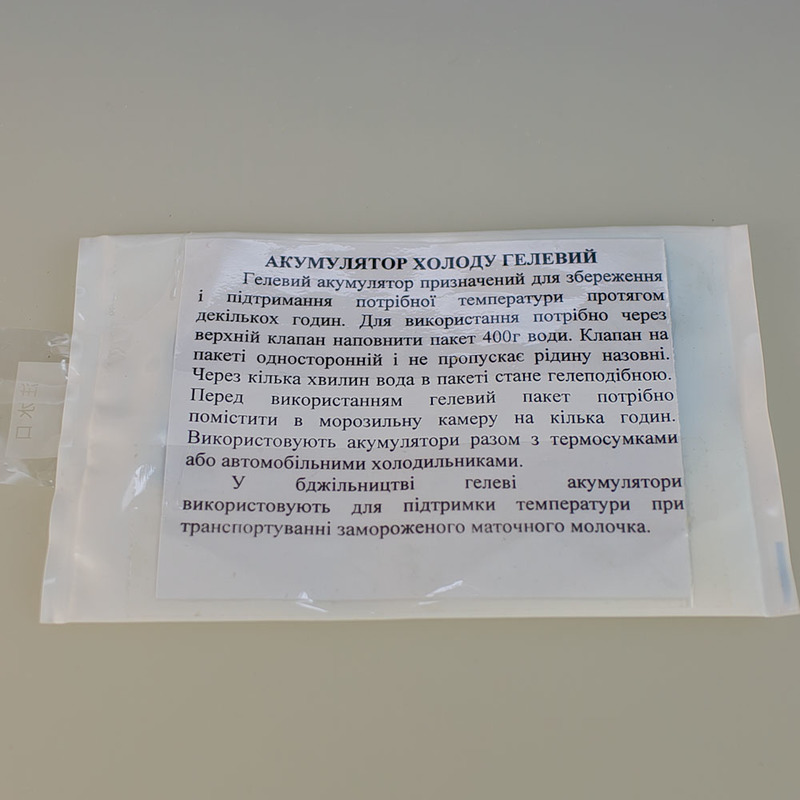 АКУМУЛЯТОР ХОЛОДУ ГЕЛЕВИЙ
Гелевий акумулятор призначений для збереження
і підтримання потрібної температури протягом
декількох годин. Для використання потрібно через
верхній клапан наповнити пакет 400г води. Клапан на
пакеті односторонній і не пропускає рідину назовні.
Через кілька хвилин вода в пакеті стане гелеподібною.
Перед використанням гелевий пакет потрібно
помістити в морозильну камеру на кілька годин.
Використовують акумулятори разом з термосумками
або автомобільними холодильниками.
У бджільництві гелеві акумулятори
використовують для підтримки температури при
транспортуванні замороженого маточного молочка.
注水口